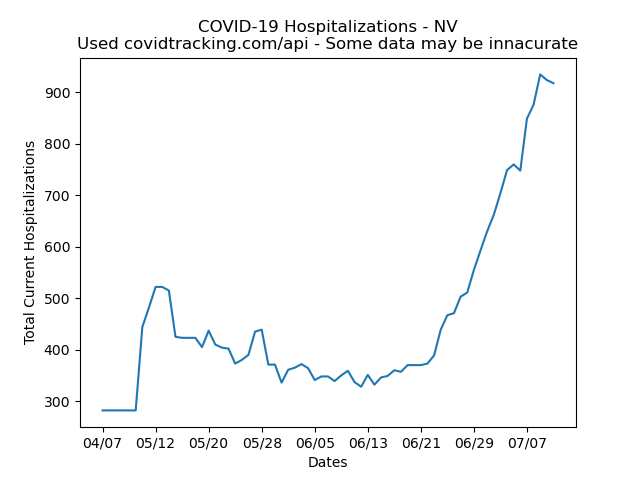 COVID-19 Hospitalizations - NV
Used covidtracking.com/api - Some data may be innacurate
Total Current Hospitalizations
900
800
700
600
500
400
300
04/07 05/12 05/20 05/28 06/05 06/13 06/21 06/29 07/07
Dates